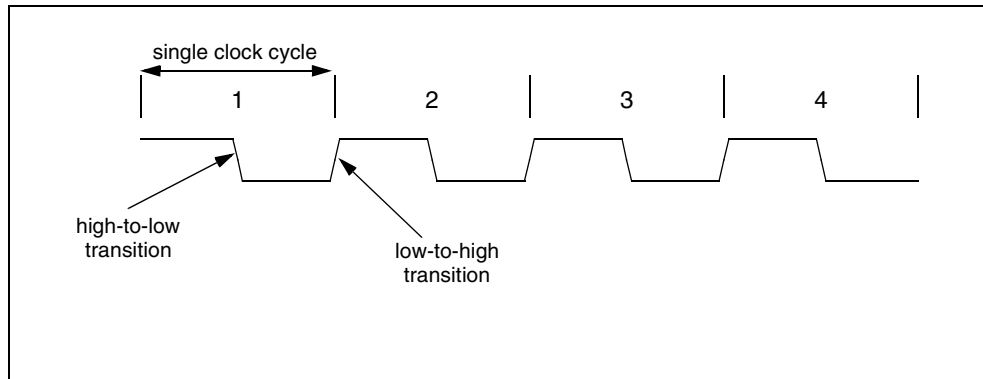 single clock cycle
1 2 3 4
high-to-low
transition
low-to-high
transition